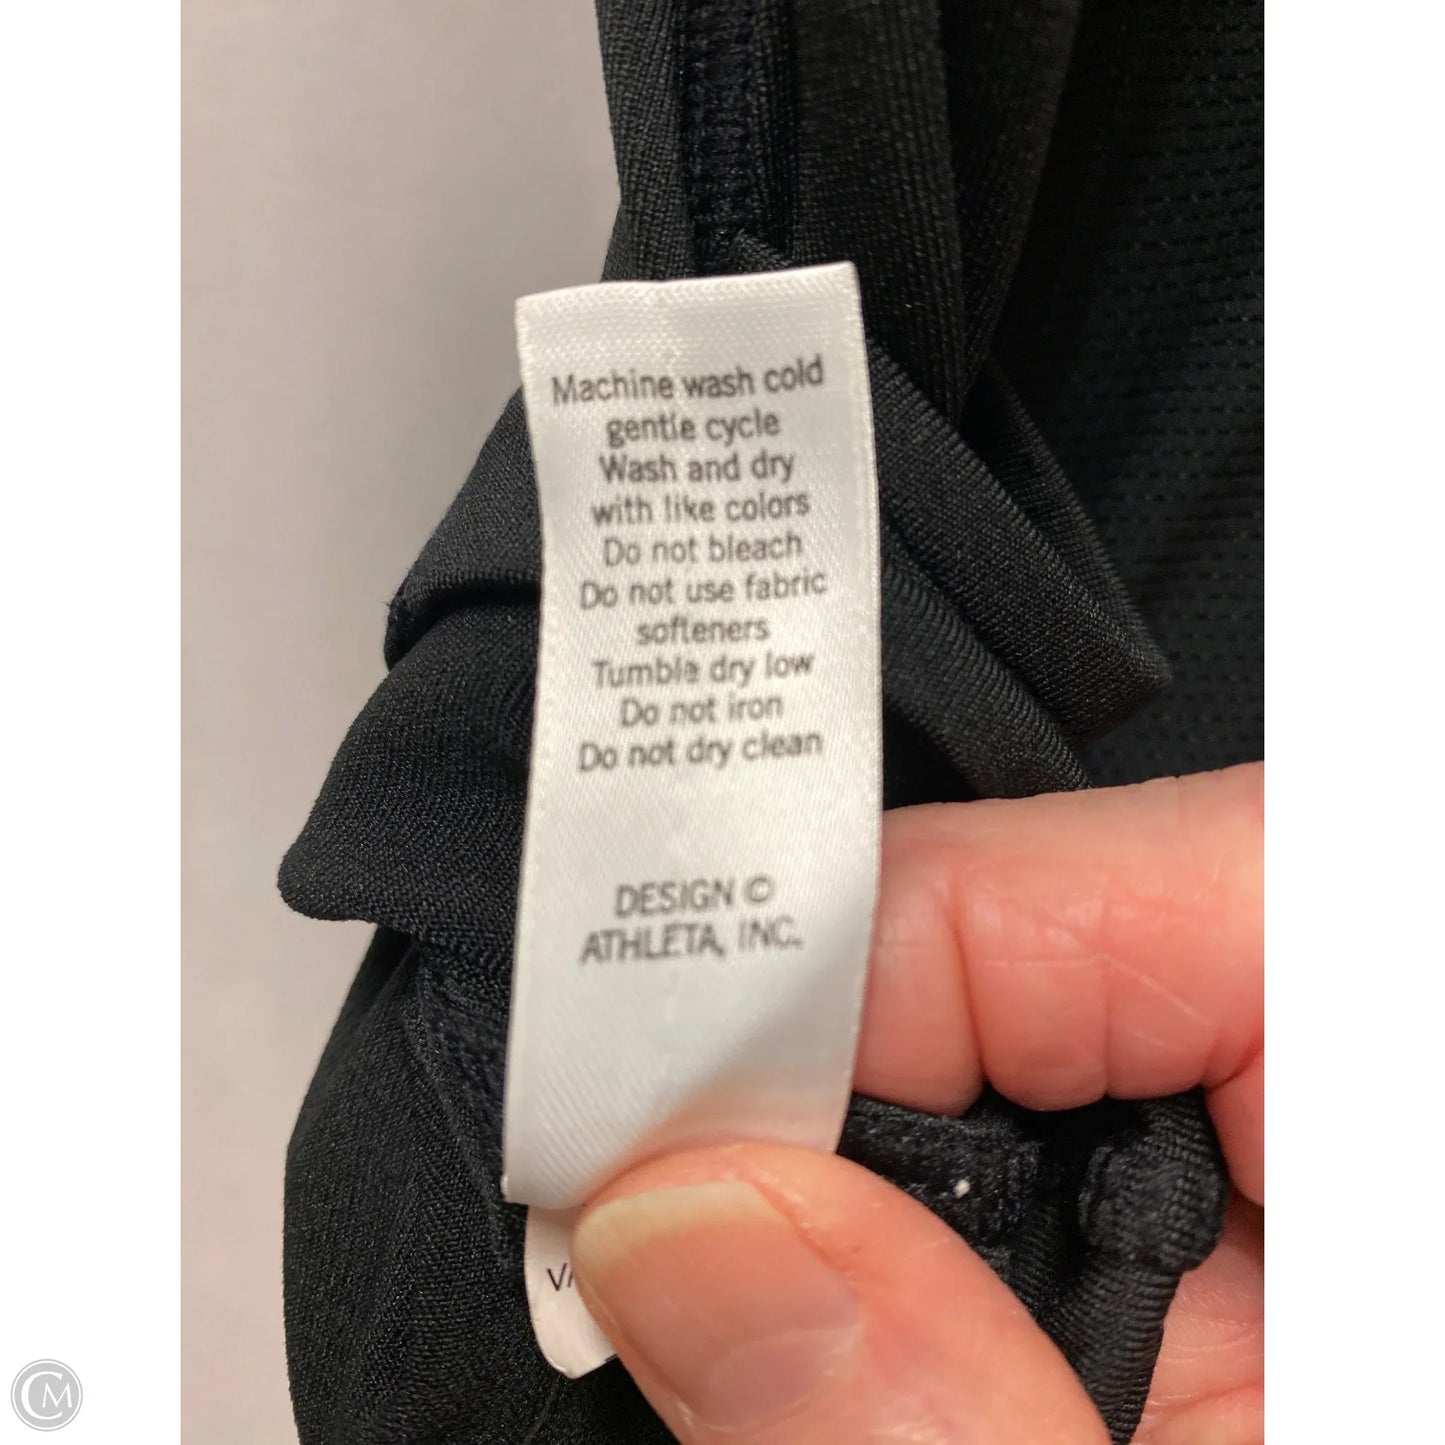 Machine wash cold
gentle cycle
Wash and dry
with like colors
Do not bleach
Do not use fabric
softeners
Tumble dry low
Do not iron
Do not dry clean
DESIGN ©
ATHLETA, INC.
CM